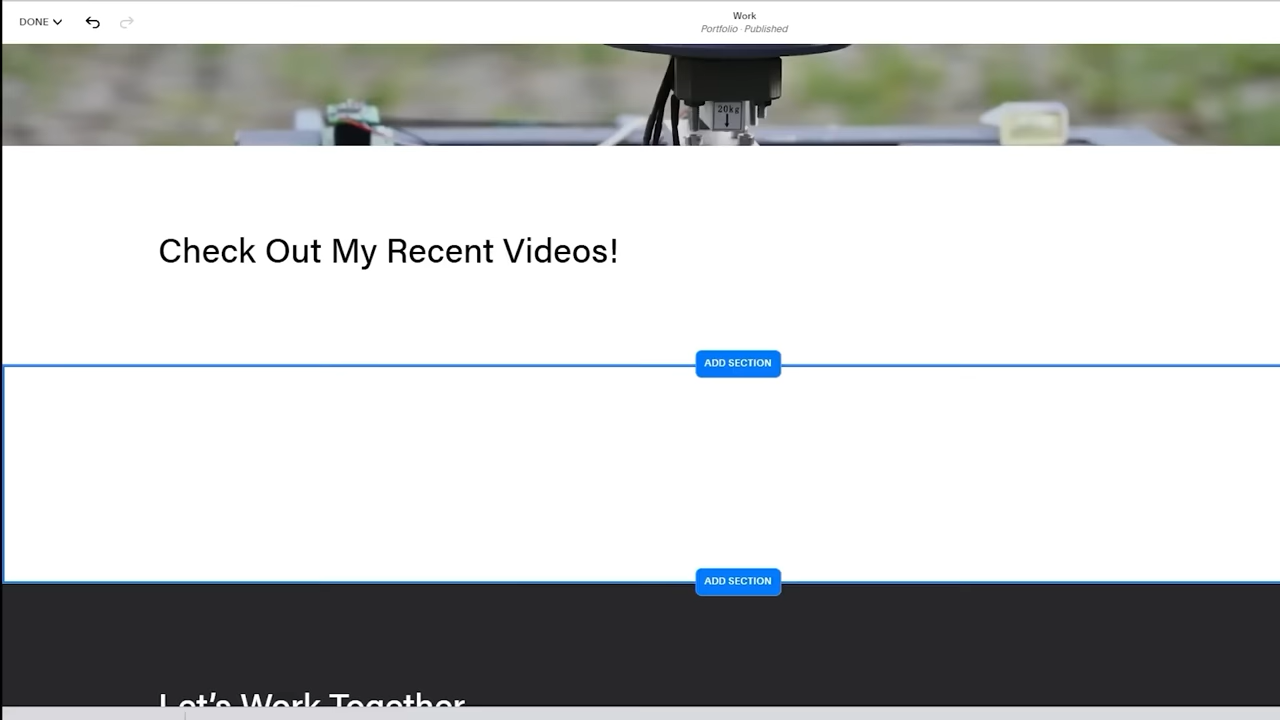 DONE
Work
Portfolio · Published
20kg
Check Out My Recent Videos!
ADD SECTION
ADD SECTION
Let's Work Together